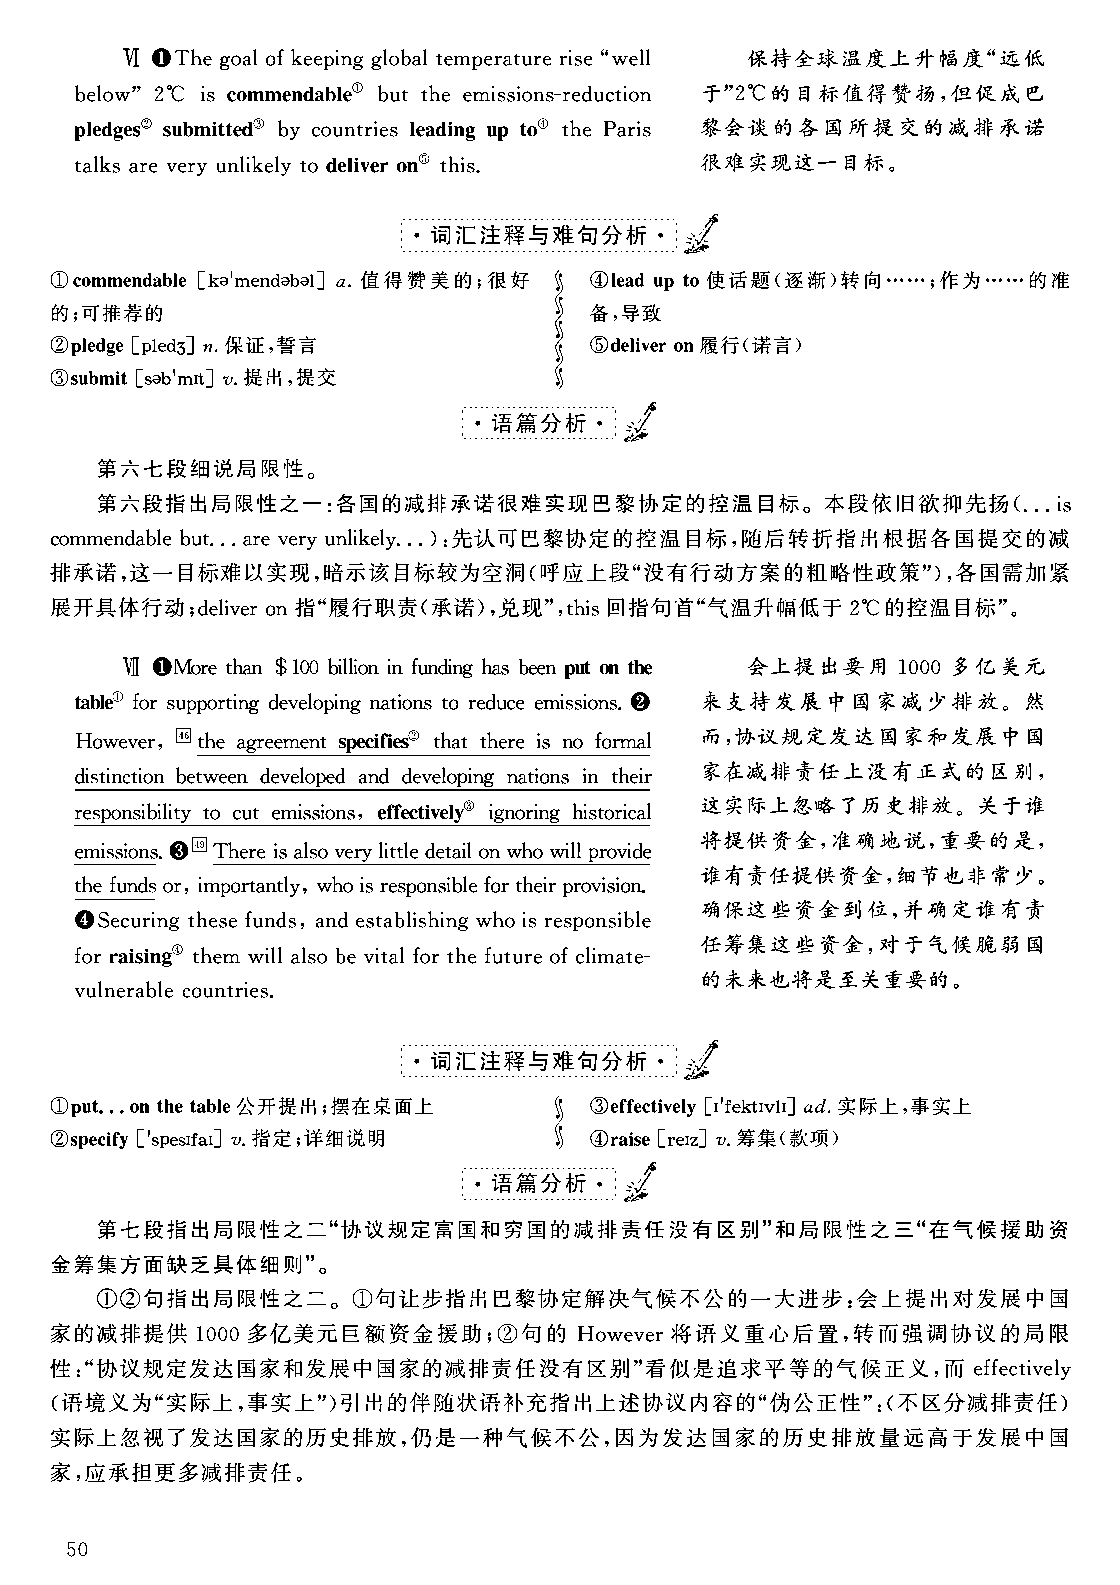 Ⅵ ❶The goal of keeping global temperature rise “well
below” 2℃ is commendable① but the emissions-reduction
pledges② submitted③ by countries leading up to④ the Paris
talks are very unlikely to deliver on⑤ this.
保持全球温度上升幅度“远低
于”2℃的目标值得赞扬,但促成巴
黎会谈的各国所提交的减排承诺
很难实现这一目标。
·词汇注释与难句分析·
①commendable [kə'mendəbəl] a. 值得赞美的;很好
的;可推荐的
②pledge [pledʒ] n. 保证,誓言
③submit [səb'mɪt] v. 提出,提交
④lead up to 使话题(逐渐)转向……;作为……的准
备,导致
⑤deliver on 履行(诺言)
·语篇分析·
第六七段细说局限性。
第六段指出局限性之一:各国的减排承诺很难实现巴黎协定的控温目标。本段依旧欲抑先扬(...is
commendable but...are very unlikely...):先认可巴黎协定的控温目标,随后转折指出根据各国提交的减
排承诺,这一目标难以实现,暗示该目标较为空洞(呼应上段“没有行动方案的粗略性政策”),各国需加紧
展开具体行动;deliver on 指“履行职责(承诺),兑现”,this 回指句首“气温升幅低于 2℃的控温目标”。
Ⅶ ❶More than $100 billion in funding has been put on the
table① for supporting developing nations to reduce emissions. ❷
However, [46] the agreement specifies② that there is no formal
distinction between developed and developing nations in their
responsibility to cut emissions, effectively③ ignoring historical
emissions. ❸[49] There is also very little detail on who will provide
the funds or, importantly, who is responsible for their provision.
❹Securing these funds, and establishing who is responsible
for raising④ them will also be vital for the future of climate-
vulnerable countries.
会上提出要用 1000 多亿美元
来支持发展中国家减少排放。然
而,协议规定发达国家和发展中国
家在减排责任上没有正式的区别,
这实际上忽略了历史排放。关于谁
将提供资金,准确地说,重要的是,
谁有责任提供资金,细节也非常少。
确保这些资金到位,并确定谁有责
任筹集这些资金,对于气候脆弱国
的未来也将是至关重要的。
·词汇注释与难句分析·
①put...on the table 公开提出;摆在桌面上
②specify ['spesɪfaɪ] v. 指定;详细说明
③effectively [ɪ'fektɪvlɪ] ad. 实际上,事实上
④raise [reɪz] v. 筹集(款项)
·语篇分析·
第七段指出局限性之二“协议规定富国和穷国的减排责任没有区别”和局限性之三“在气候援助资
金筹集方面缺乏具体细则”。
①②句指出局限性之二。①句让步指出巴黎协定解决气候不公的一大进步:会上提出对发展中国
家的减排提供 1000 多亿美元巨额资金援助;②句的 However 将语义重心后置,转而强调协议的局限
性:“协议规定发达国家和发展中国家的减排责任没有区别”看似是追求平等的气候正义,而 effectively
(语境义为“实际上,事实上”)引出的伴随状语补充指出上述协议内容的“伪公正性”:(不区分减排责任)
实际上忽视了发达国家的历史排放,仍是一种气候不公,因为发达国家的历史排放量远高于发展中国
家,应承担更多减排责任。
50